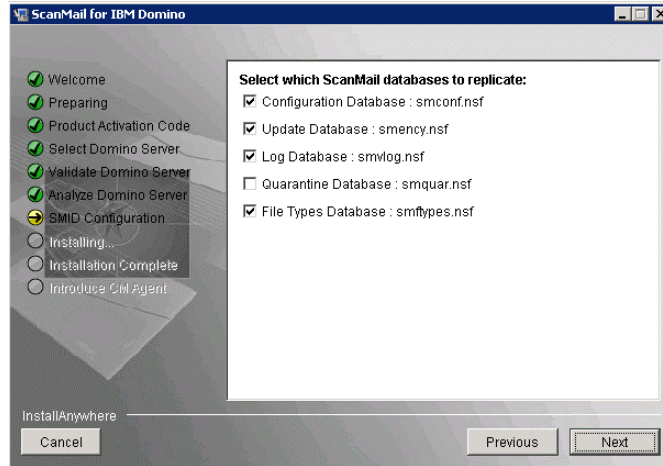 ScanMail for IBM Domino
Welcome
Preparing
Product Activation Code
Select Domino Server
Validate Domino Server
Analyze Domino Server
SMID Configuration
Installing...
Installation Complete
Introduce CM Agent
Select which ScanMail databases to replicate:
Configuration Database : smconf.nsf
Update Database : smency.nsf
Log Database : smvlog.nsf
Quarantine Database : smquar.nsf
File Types Database : smftypes.nsf
InstallAnywhere
Cancel
Previous
Next